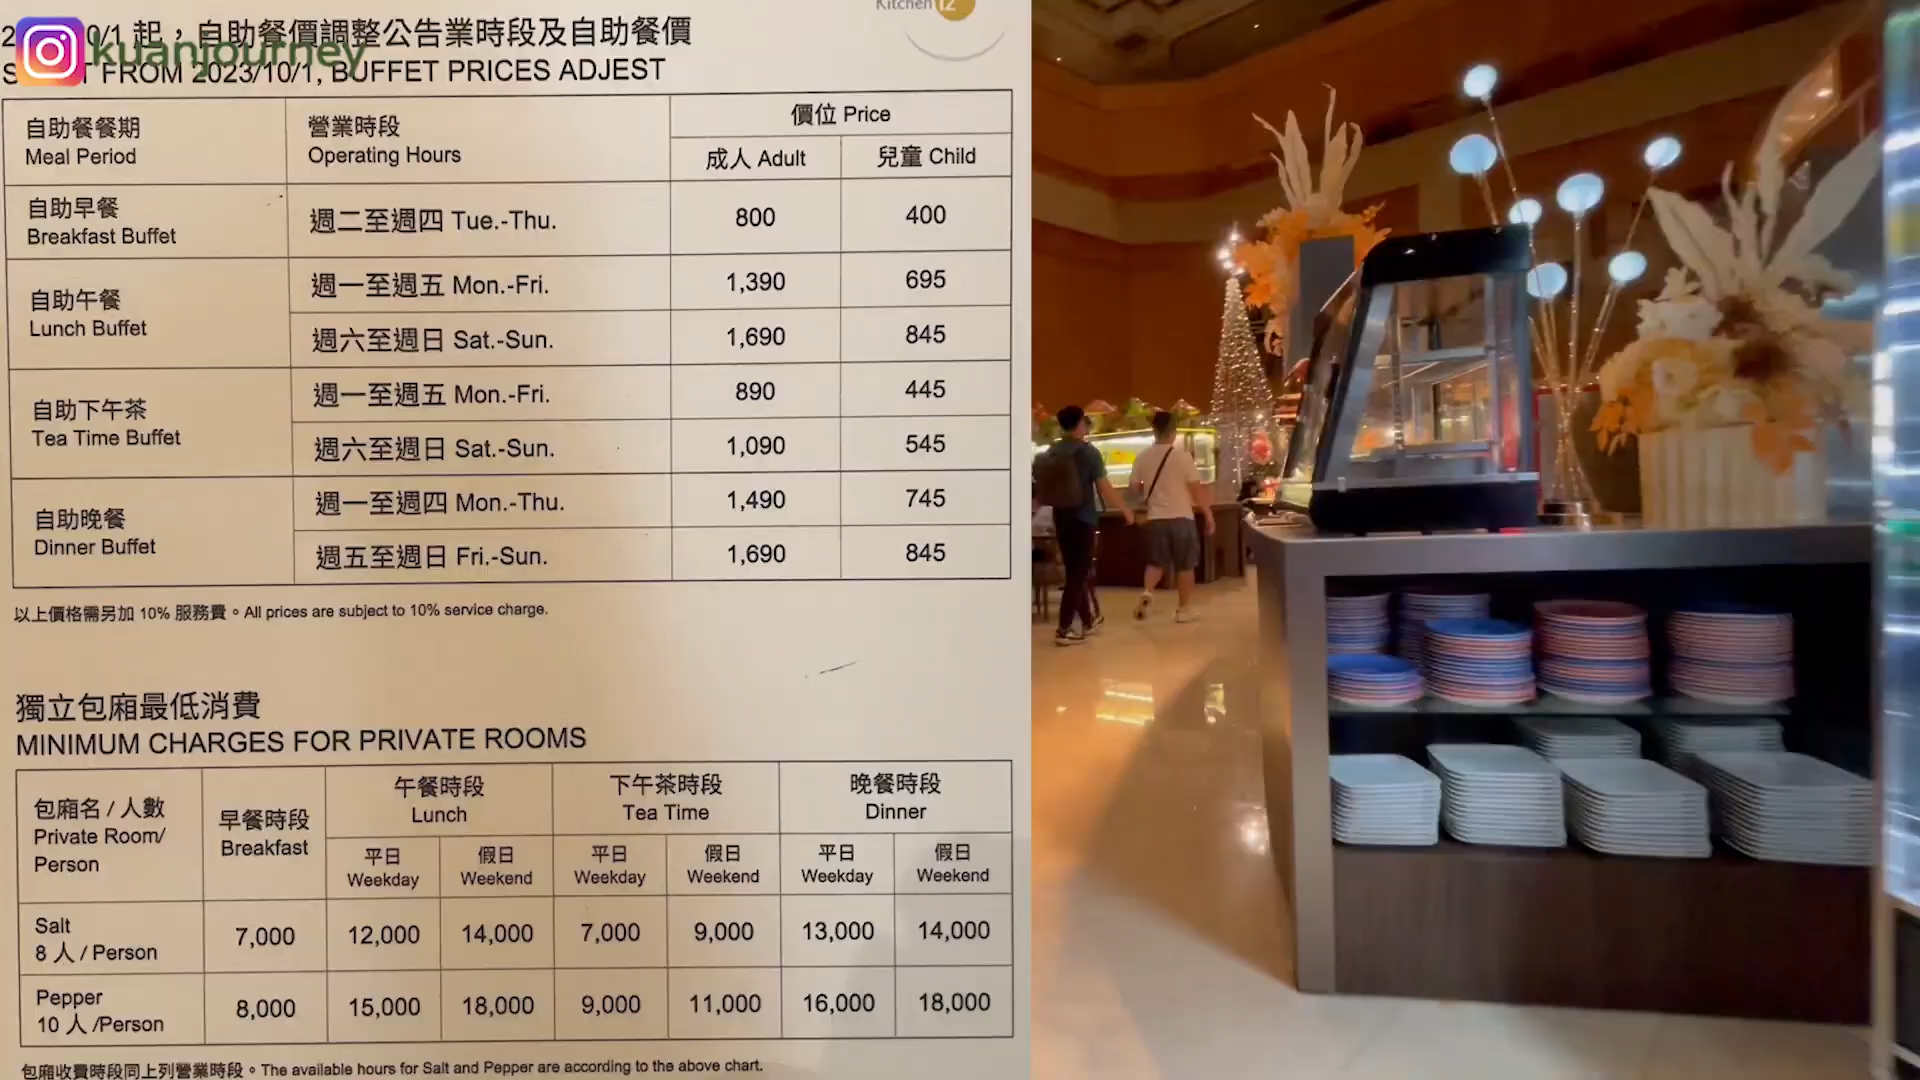 Kitchen 12
0/1 起，自助餐價調整公告業時段及自助餐價
kuanjourney
FROM 2023/10/1, BUFFET PRICES ADJEST
自助餐餐期
Meal Period
營業時段
Operating Hours
價位 Price
成人 Adult
兒童 Child
自助早餐
Breakfast Buffet
週二至週四 Tue.-Thu.
800
400
自助午餐
Lunch Buffet
週一至週五 Mon.-Fri.
1,390
695
週六至週日 Sat.-Sun.
1,690
845
自助下午茶
Tea Time Buffet
週一至週五 Mon.-Fri.
890
445
週六至週日 Sat.-Sun.
1,090
545
自助晚餐
Dinner Buffet
週一至週四 Mon.-Thu.
1,490
745
週五至週日 Fri.-Sun.
1,690
845
以上價格需另加 10% 服務費。All prices are subject to 10% service charge.
獨立包廂最低消費
MINIMUM CHARGES FOR PRIVATE ROOMS
包廂名 / 人數
Private Room/
Person
早餐時段
Breakfast
午餐時段
Lunch
下午茶時段
Tea Time
晚餐時段
Dinner
平日
Weekday
假日
Weekend
平日
Weekday
假日
Weekend
平日
Weekday
假日
Weekend
Salt
8 人 / Person
7,000
12,000
14,000
7,000
9,000
13,000
14,000
Pepper
10 人 /Person
8,000
15,000
18,000
9,000
11,000
16,000
18,000
包廂收費時段同上列營業時段。The available hours for Salt and Pepper are according to the above chart.